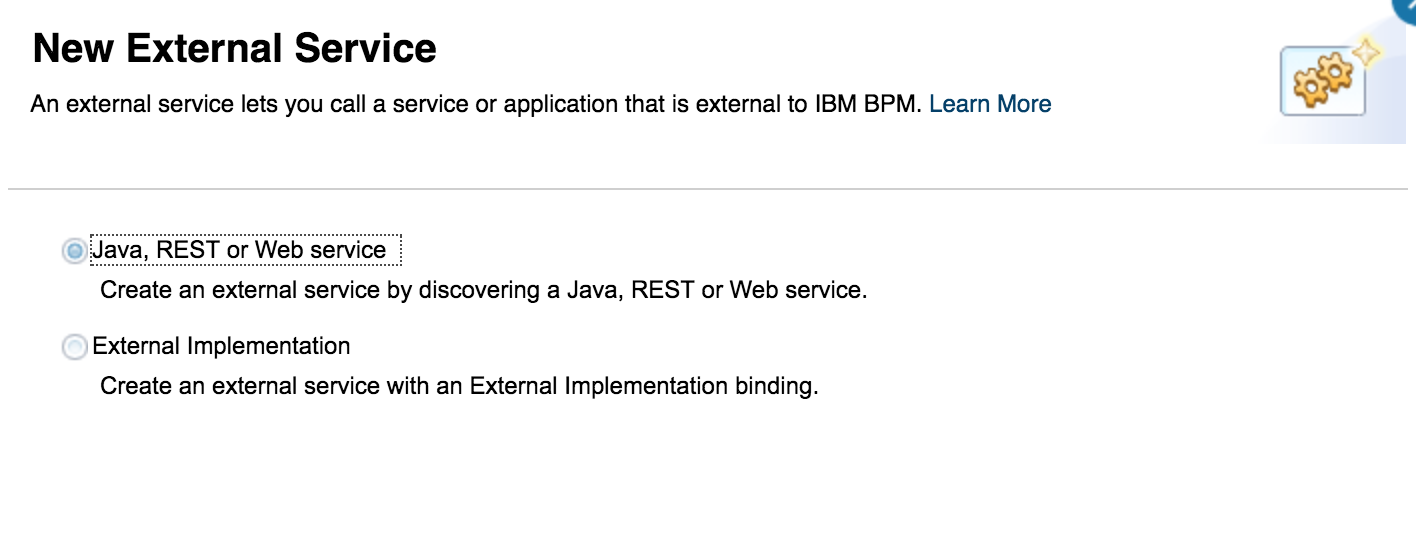 New External Service
An external service lets you call a service or application that is external to IBM BPM. Learn More
Java, REST or Web service
Create an external service by discovering a Java, REST or Web service.
External Implementation
Create an external service with an External Implementation binding.